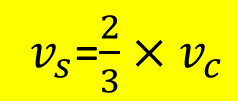 v_s = 2/3 × v_c